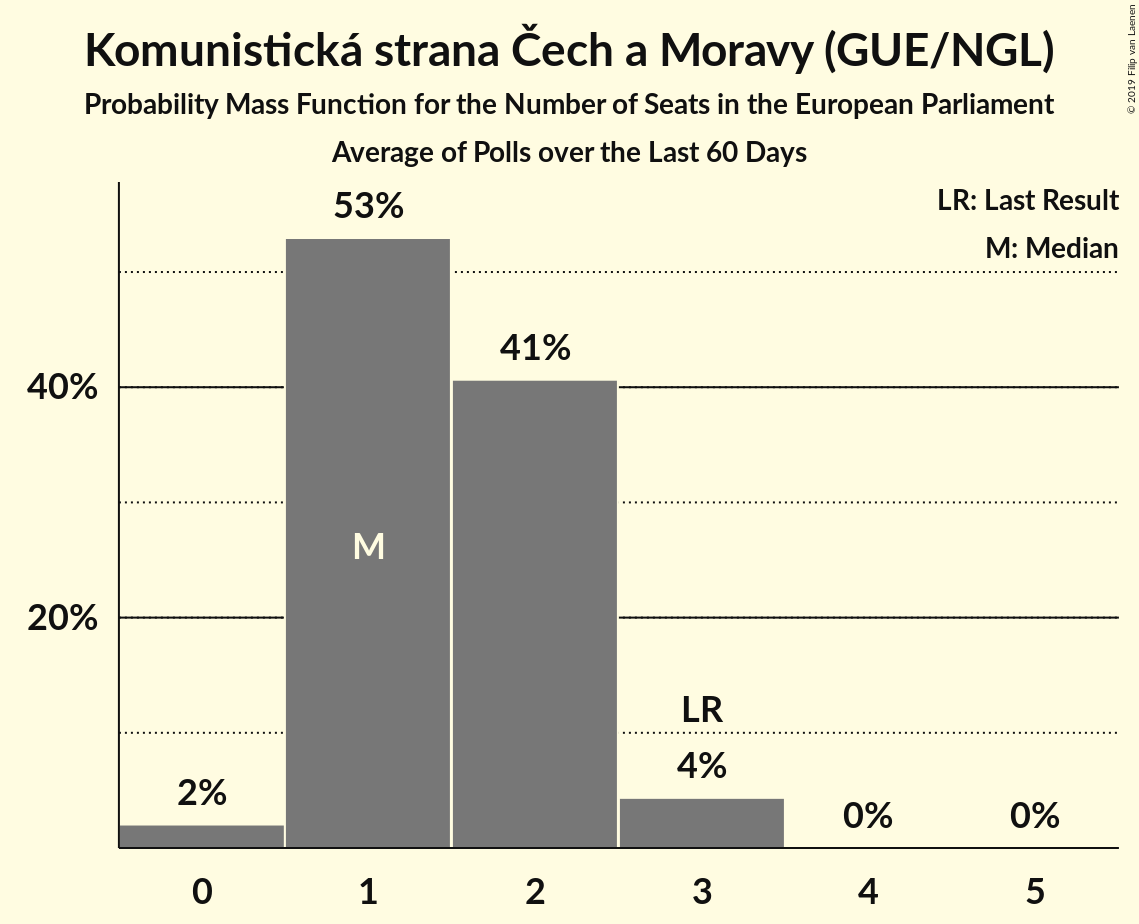 Komunistická strana Čech a Moravy (GUE/NGL)
Probability Mass Function for the Number of Seats in the European Parliament
Average of Polls over the Last 60 Days
© 2019 Filip van Laenen
LR: Last Result
M: Median
53%
41%
40%
M
20%
LR
4%
2%
0%
0%
0 1 2 3 4 5